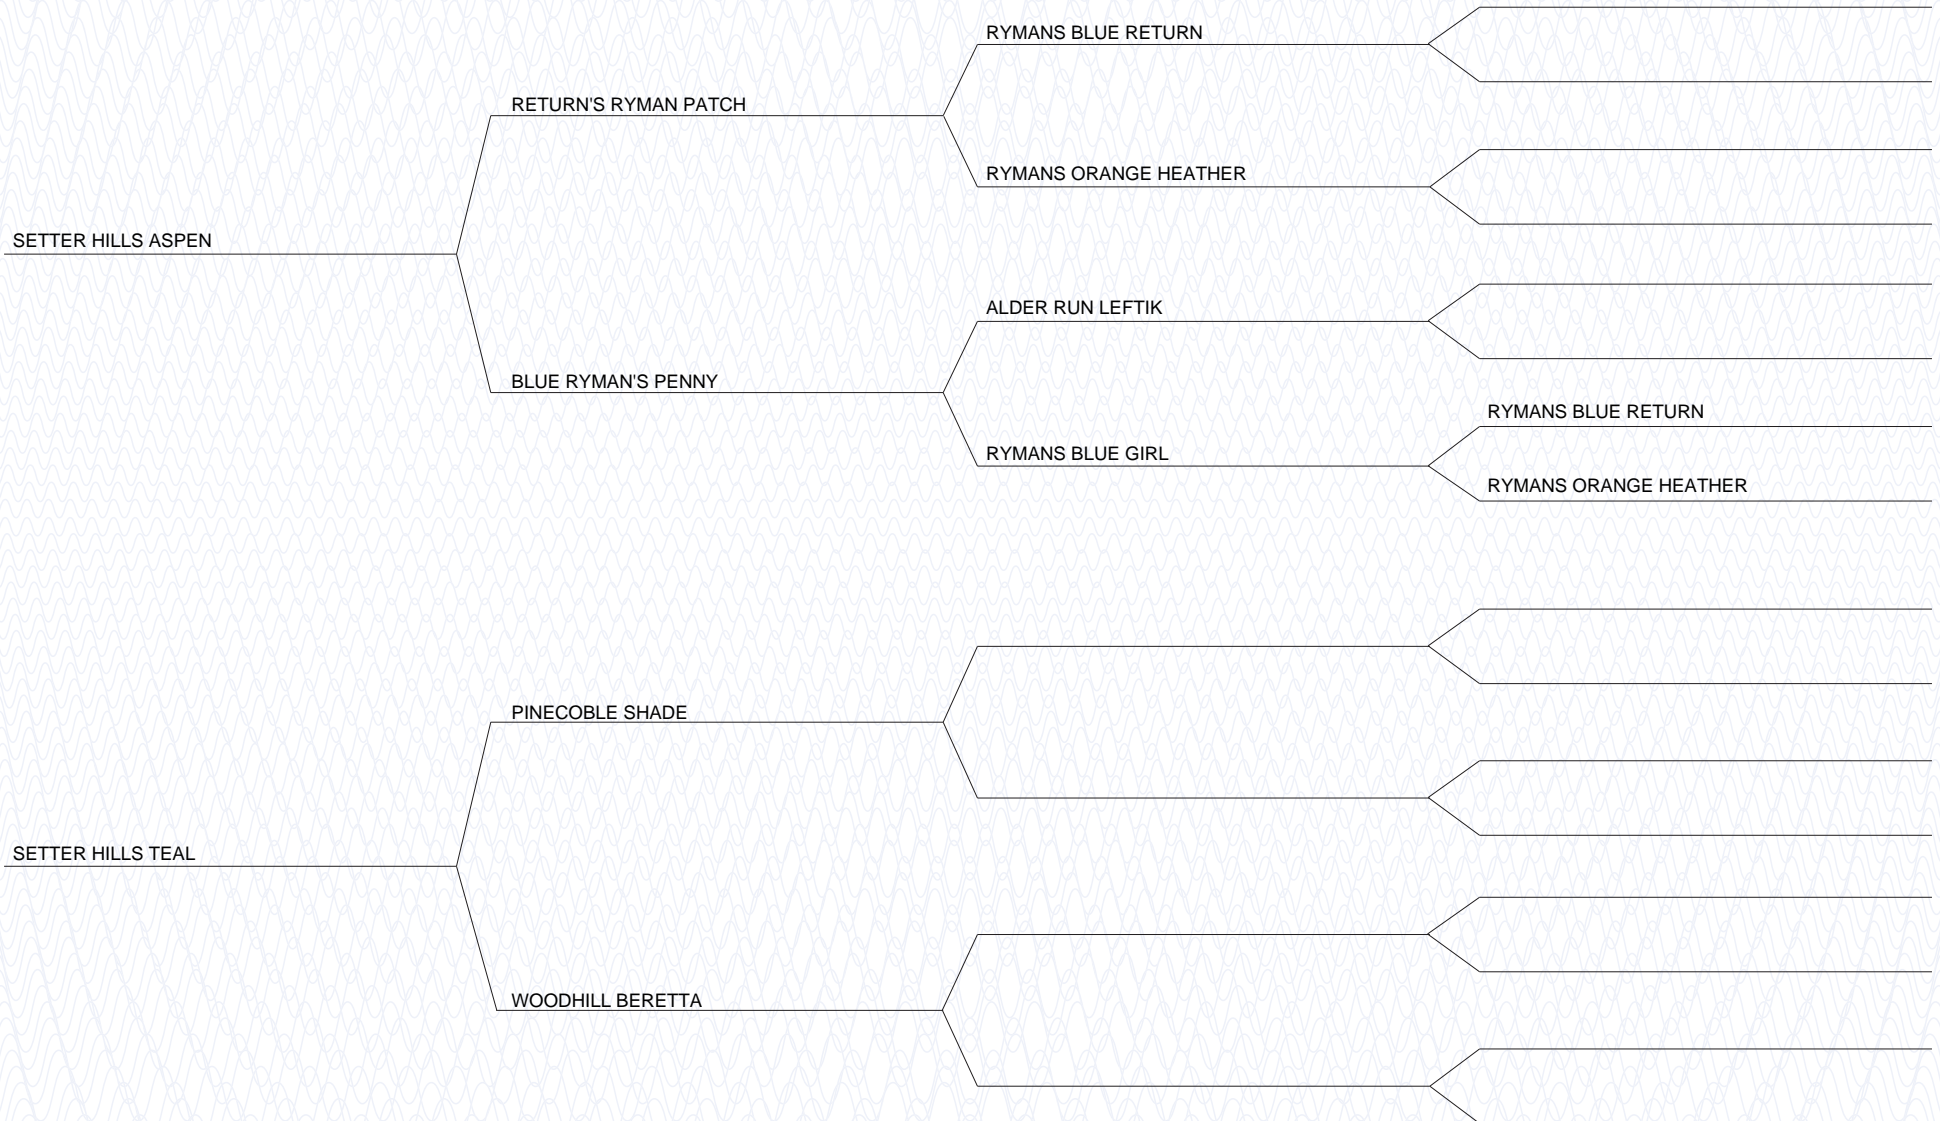 RYMANS BLUE RETURN
RETURN'S RYMAN PATCH
RYMANS ORANGE HEATHER
SETTER HILLS ASPEN
ALDER RUN LEFTIK
BLUE RYMAN'S PENNY
RYMANS BLUE RETURN
RYMANS BLUE GIRL
RYMANS ORANGE HEATHER
PINECOBLE SHADE
SETTER HILLS TEAL
WOODHILL BERETTA